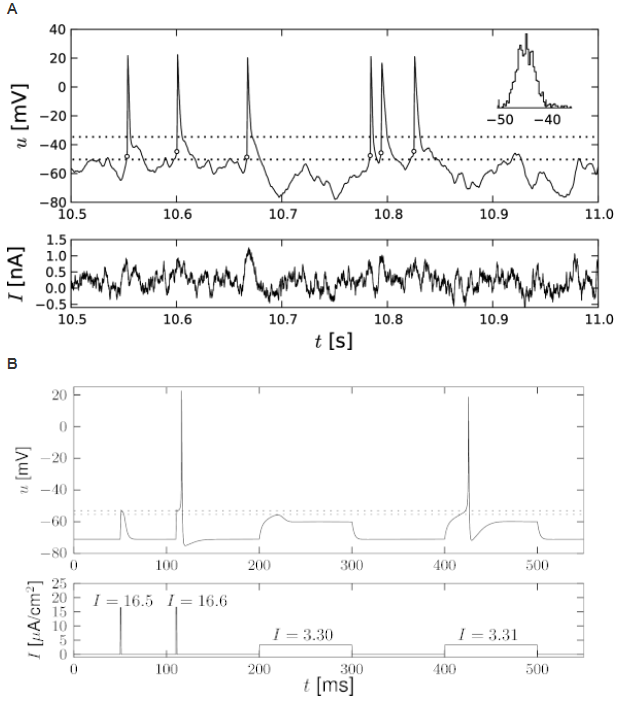 A
40
20
0
−20
−40
−60
−80
u [mV]
−50 −40
10.5 10.6 10.7 10.8 10.9 11.0
1.5
1.0
0.5
0.0
−0.5
I [nA]
10.5 10.6 10.7 10.8 10.9 11.0
t [s]
B
20
0
−20
−40
−60
−80
u [mV]
0 100 200 300 400 500
25
20
15
10
5
0
I [μA/cm²]
I = 16.5 I = 16.6
I = 3.30 I = 3.31
0 100 200 300 400 500
t [ms]